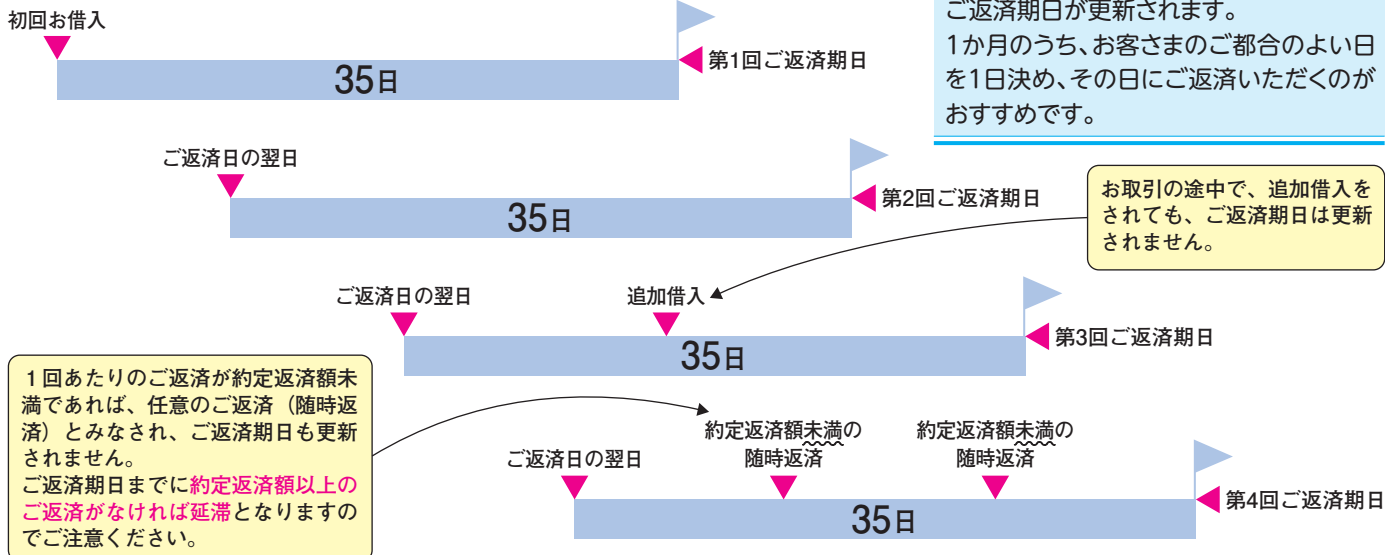 初回お借入
35日
第1回ご返済期日
ご返済期日が更新されます。
1か月のうち、お客さまのご都合のよい日
を1日決め、その日にご返済いただくのが
おすすめです。
ご返済日の翌日
35日
第2回ご返済期日
お取引の途中で、追加借入を
されても、ご返済期日は更新
されません。
ご返済日の翌日
追加借入
35日
第3回ご返済期日
1回あたりのご返済が約定返済額未
満であれば、任意のご返済（随時返
済）とみなされ、ご返済期日も更新
されません。
ご返済期日までに約定返済額以上の
ご返済がなければ延滞となりますの
でご注意ください。
ご返済日の翌日
約定返済額未満の
随時返済
約定返済額未満の
随時返済
35日
第4回ご返済期日